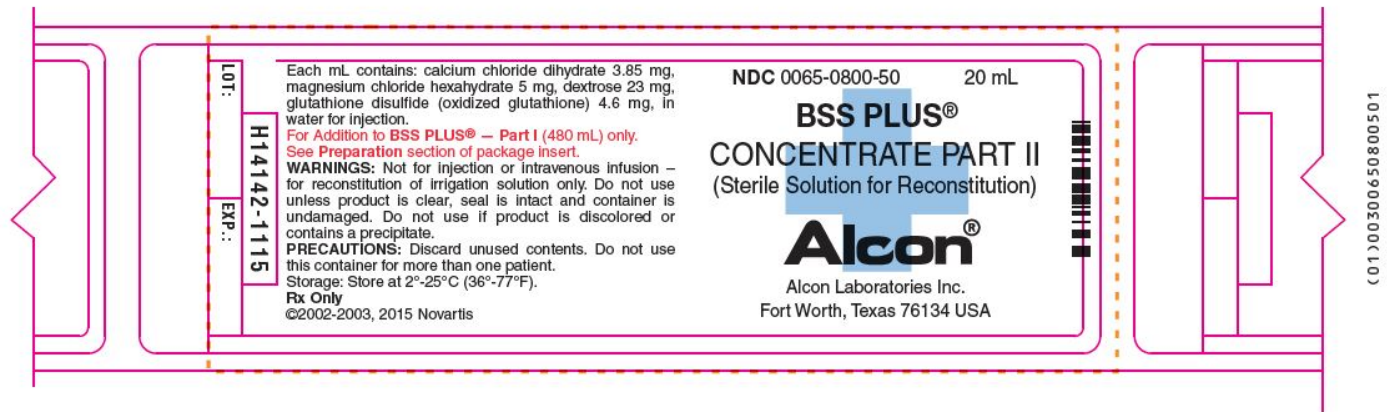 LOT:
EXP.:
H14142-1115
Each mL contains: calcium chloride dihydrate 3.85 mg,
magnesium chloride hexahydrate 5 mg, dextrose 23 mg,
glutathione disulfide (oxidized glutathione) 4.6 mg, in
water for injection.
For Addition to BSS PLUS® — Part I (480 mL) only.
See Preparation section of package insert.
WARNINGS: Not for injection or intravenous infusion –
for reconstitution of irrigation solution only. Do not use
unless product is clear, seal is intact and container is
undamaged. Do not use if product is discolored or
contains a precipitate.
PRECAUTIONS: Discard unused contents. Do not use
this container for more than one patient.
Storage: Store at 2°-25°C (36°-77°F).
Rx Only
©2002-2003, 2015 Novartis
NDC 0065-0800-50 20 mL
BSS PLUS®
CONCENTRATE PART II
(Sterile Solution for Reconstitution)
Alcon®
Alcon Laboratories Inc.
Fort Worth, Texas 76134 USA
(01)00300650800501